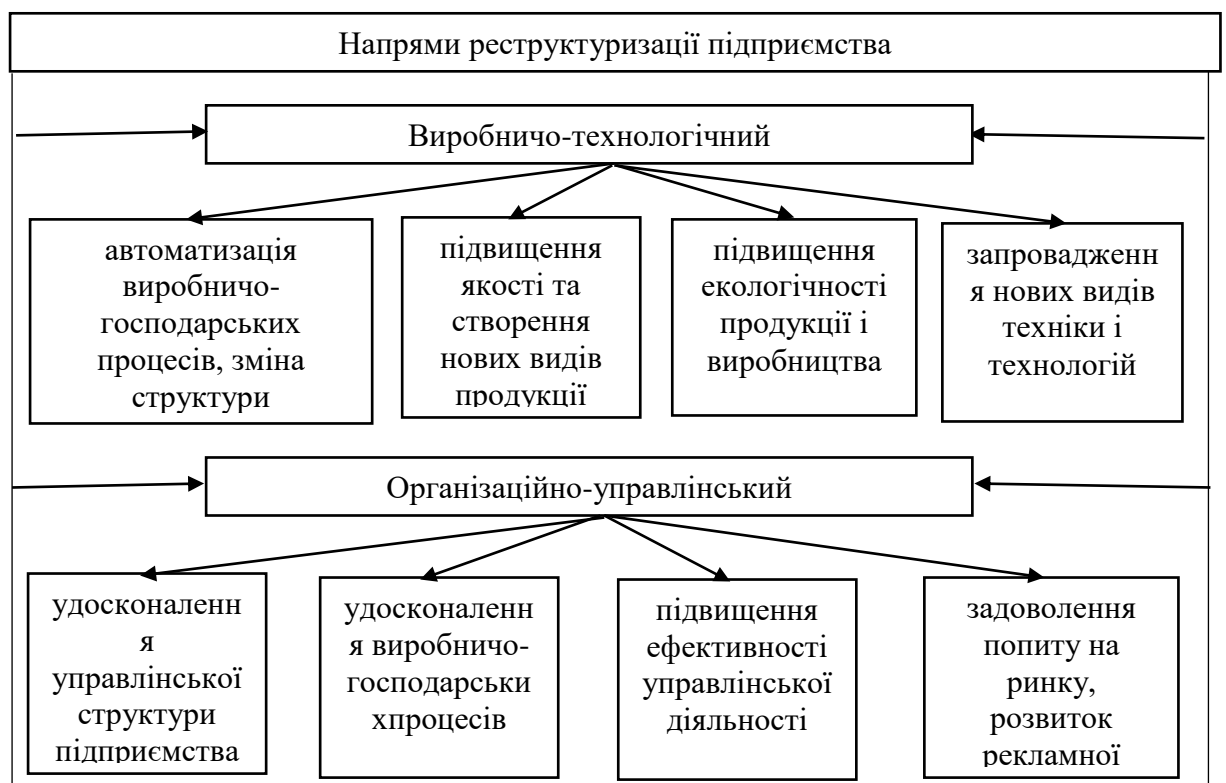 Напрями реструктуризації підприємства
Виробничо-технологічний
автоматизація
виробничо-
господарських
процесів, зміна
структури
підвищення
якості та
створення
нових видів
продукції
підвищення
екологічності
продукції і
виробництва
запровадженн
я нових видів
техніки і
технологій
Організаційно-управлінський
удосконаленн
я
управлінської
структури
підприємства
удосконаленн
я виробничо-
господарськи
хпроцесів
підвищення
ефективності
управлінської
діяльності
задоволення
попиту на
ринку,
розвиток
рекламної